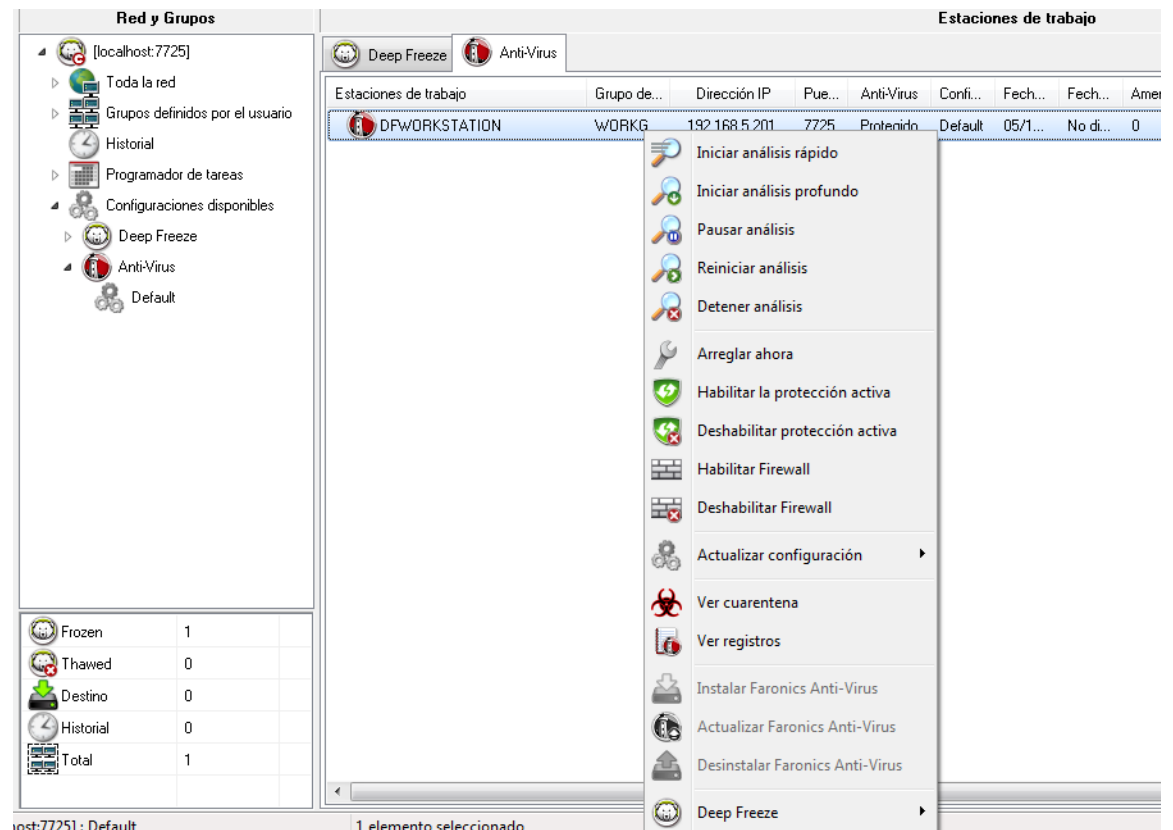 Red y Grupos
Estaciones de trabajo
[localhost:7725]
Toda la red
Grupos definidos por el usuario
Historial
Programador de tareas
Configuraciones disponibles
Deep Freeze
Anti-Virus
Default
Frozen 1
Thawed 0
Destino 0
Historial 0
Total 1
Deep Freeze Anti-Virus
Estaciones de trabajo Grupo de... Dirección IP Pue... Anti-Virus Confi... Fech... Fech... Amen
DFWORKSTATION WORKG 192.168.5.201 7725 Protegido Default 05/1... No di... 0
Iniciar análisis rápido
Iniciar análisis profundo
Pausar análisis
Reiniciar análisis
Detener análisis
Arreglar ahora
Habilitar la protección activa
Deshabilitar protección activa
Habilitar Firewall
Deshabilitar Firewall
Actualizar configuración
Ver cuarentena
Ver registros
Instalar Faronics Anti-Virus
Actualizar Faronics Anti-Virus
Desinstalar Faronics Anti-Virus
Deep Freeze
host:7725] : Default
1 elemento seleccionado